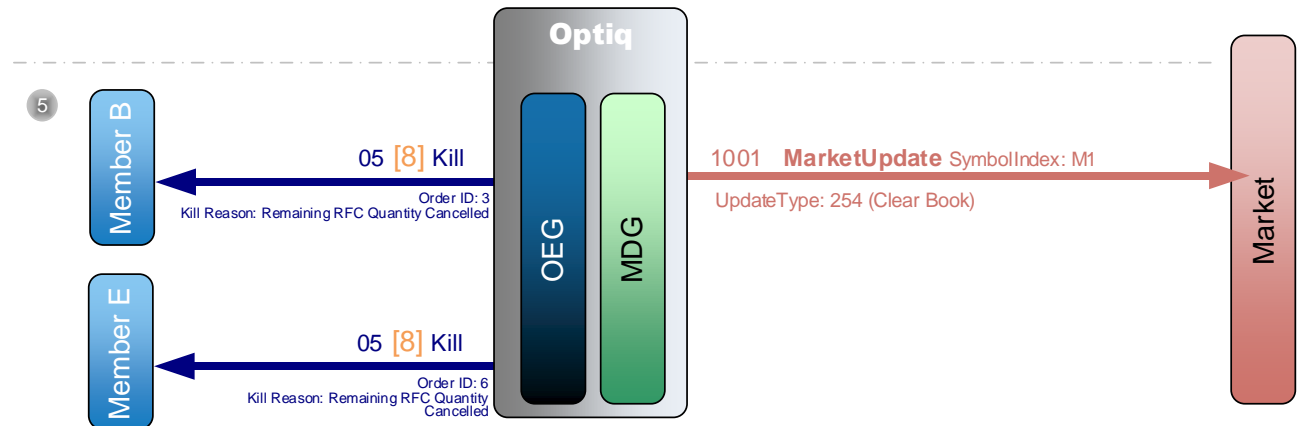 Optiq
5
Member B
05 [8] Kill
Order ID: 3
Kill Reason: Remaining RFC Quantity Cancelled
OEG
MDG
1001 MarketUpdate SymbolIndex: M1
UpdateType: 254 (Clear Book)
Market
Member E
05 [8] Kill
Order ID: 6
Kill Reason: Remaining RFC Quantity
Cancelled